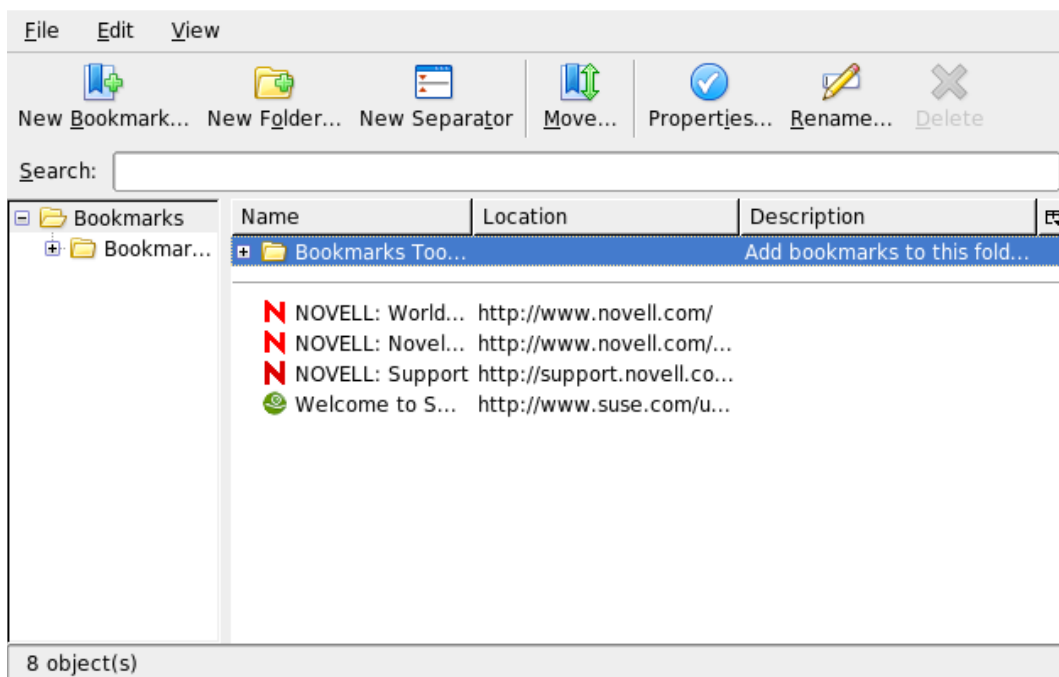 File Edit View
New Bookmark... New Folder... New Separator Move... Properties... Rename... Delete
Search:
Bookmarks
Bookmar...
Name Location Description
Bookmarks Too... Add bookmarks to this fold...
NOVELL: World... http://www.novell.com/
NOVELL: Novel... http://www.novell.com/...
NOVELL: Support http://support.novell.co...
Welcome to S... http://www.suse.com/u...
8 object(s)